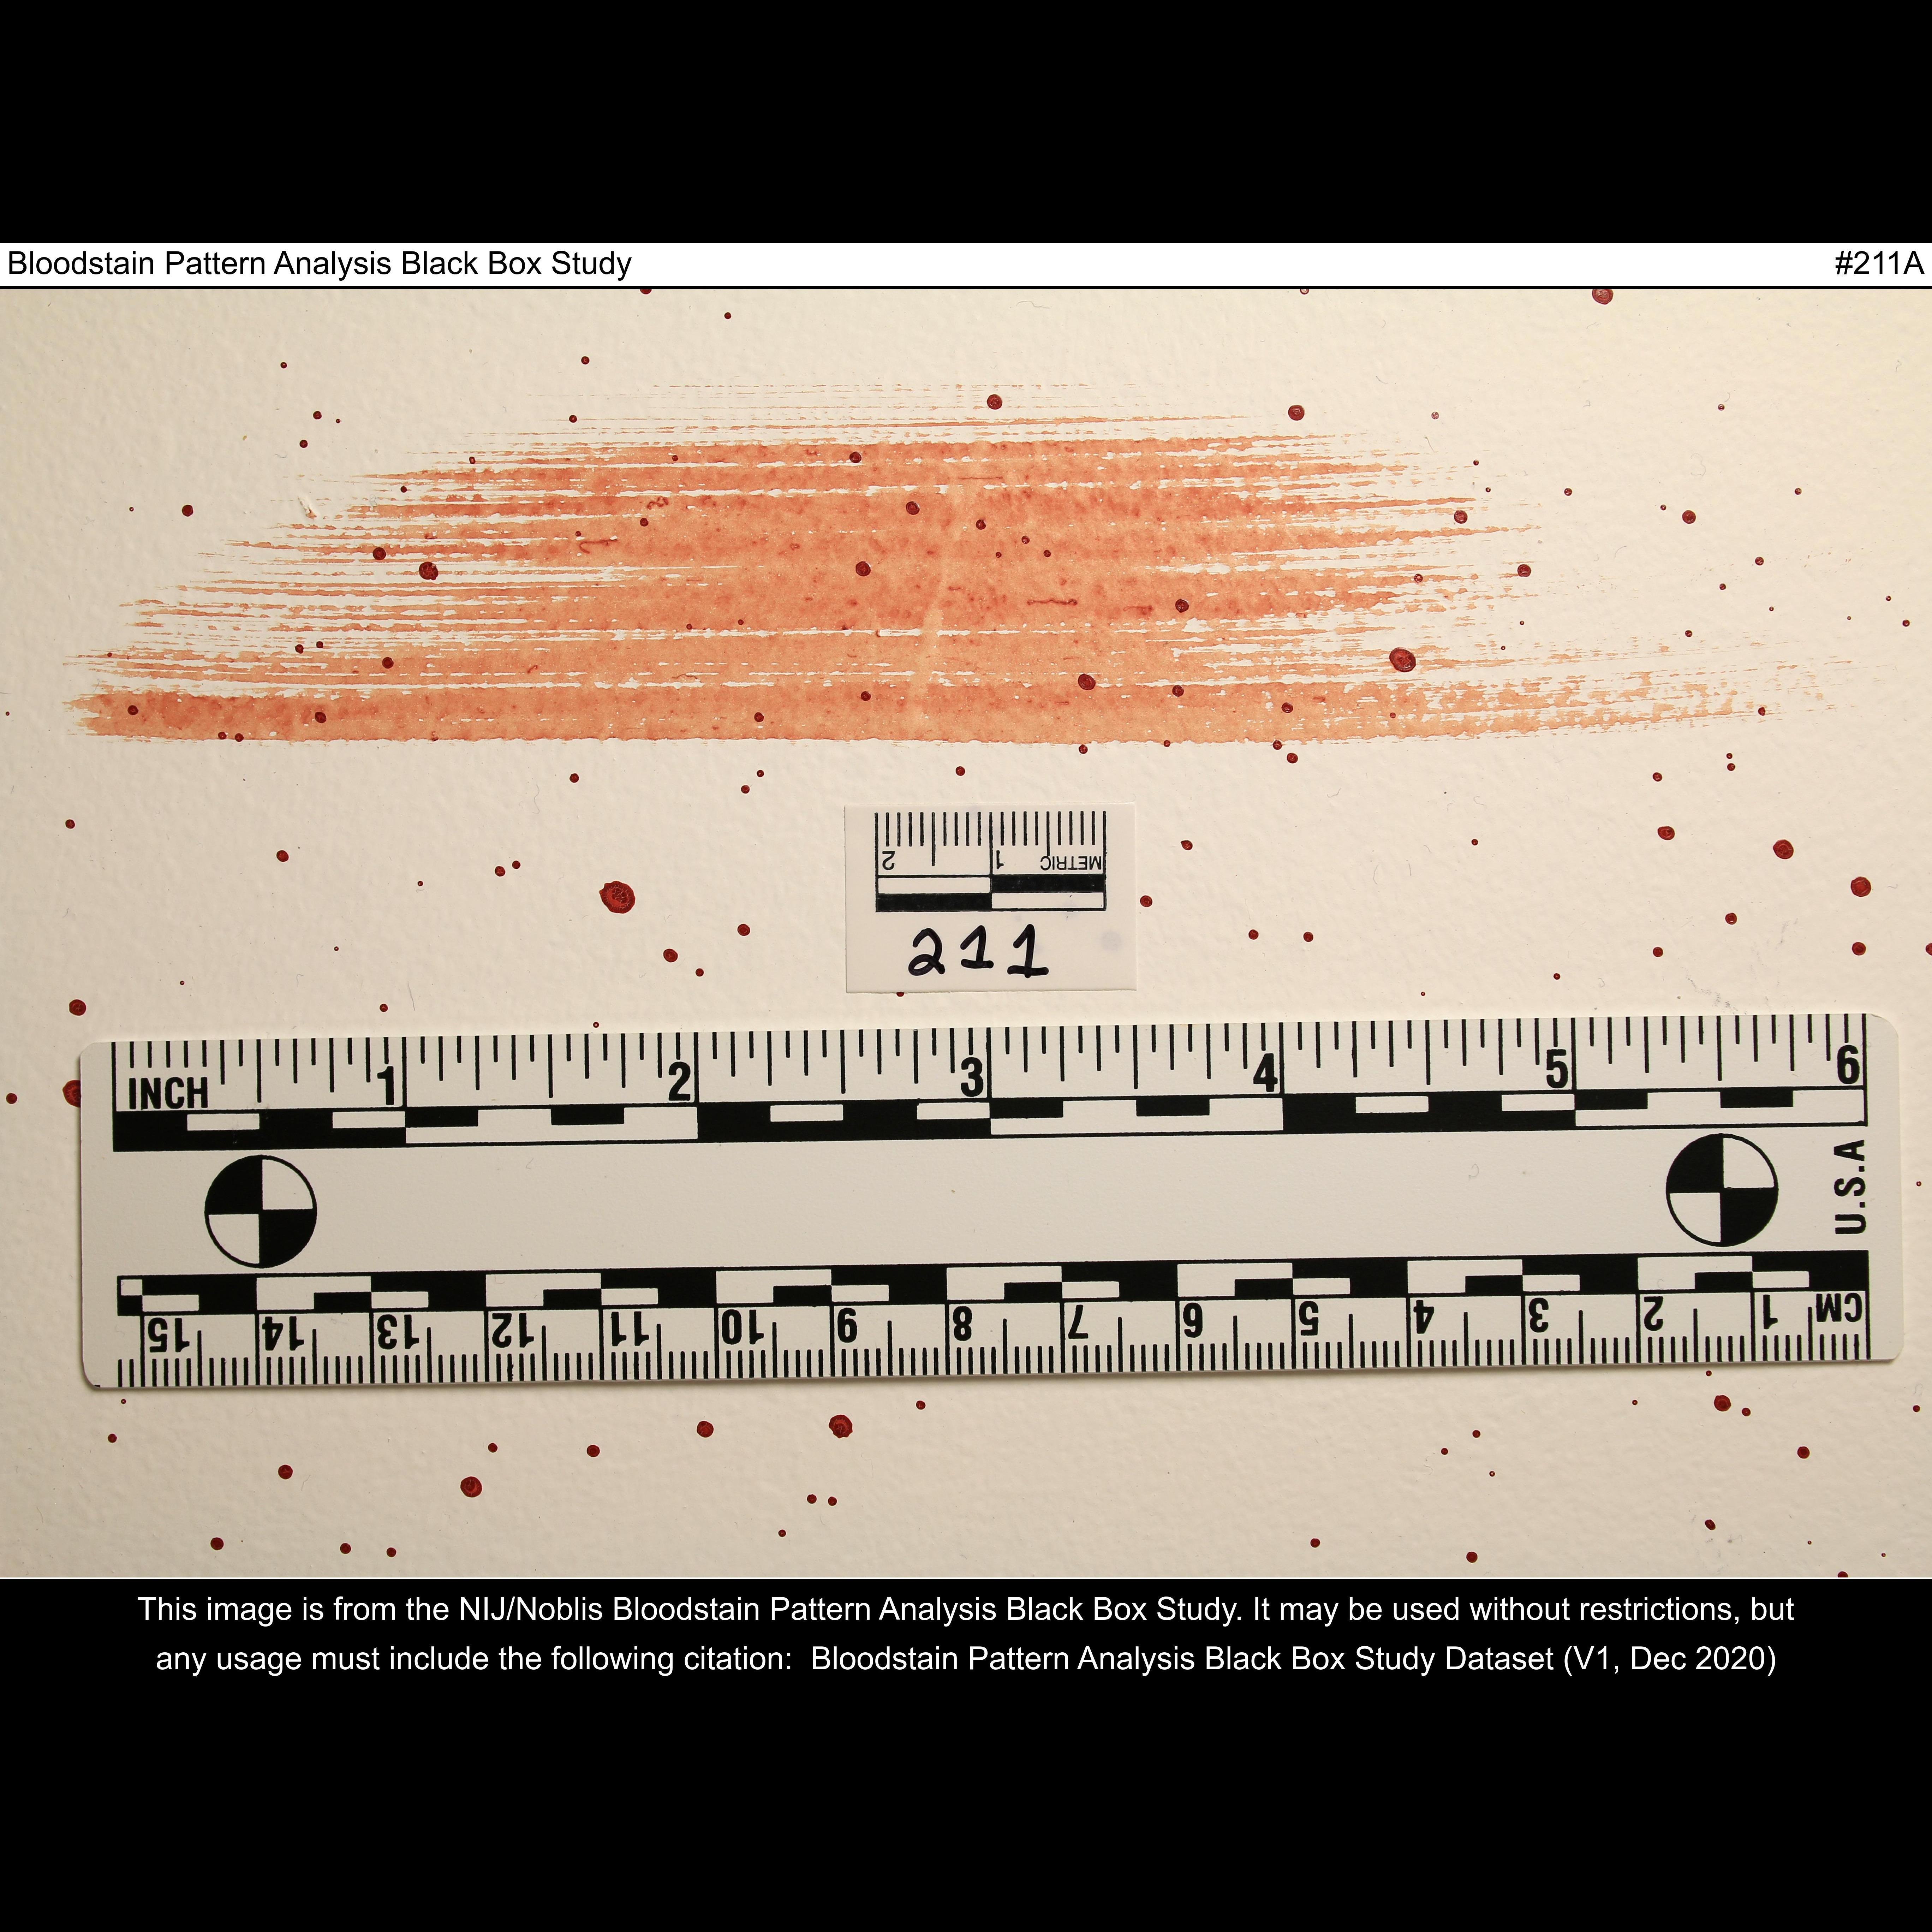 Bloodstain Pattern Analysis Black Box Study #211A
2 1 METRIC
211
INCH 1 2 3 4 5 6
U.S.A
15 14 13 12 11 10 9 8 7 6 5 4 3 2 1 CM
This image is from the NIJ/Noblis Bloodstain Pattern Analysis Black Box Study. It may be used without restrictions, but
any usage must include the following citation:  Bloodstain Pattern Analysis Black Box Study Dataset (V1, Dec 2020)